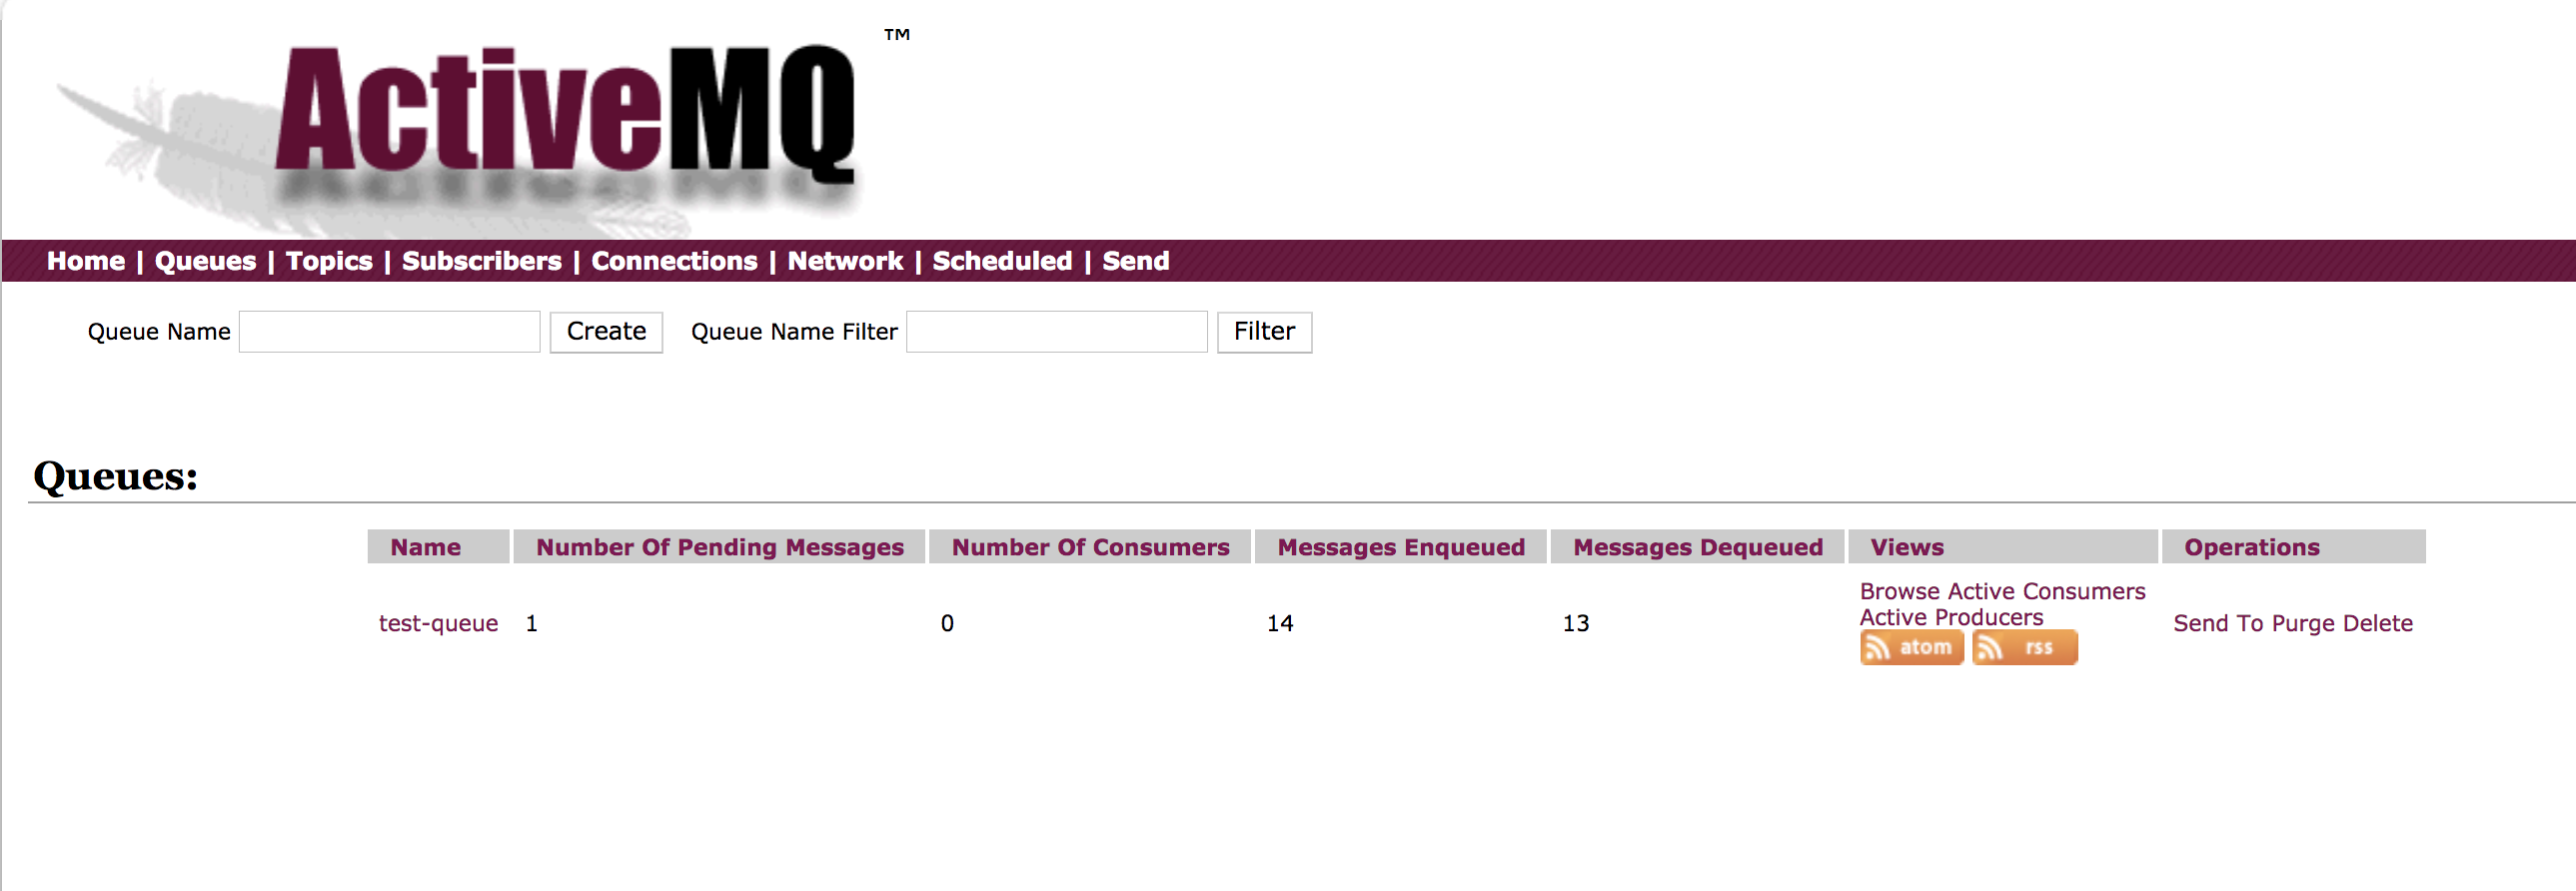 ActiveMQ™
Home | Queues | Topics | Subscribers | Connections | Network | Scheduled | Send
Queue Name Create Queue Name Filter Filter
Queues:
Name Number Of Pending Messages Number Of Consumers Messages Enqueued Messages Dequeued Views Operations
test-queue 1 0 14 13 Browse Active Consumers
Active Producers
atom rss
Send To Purge Delete